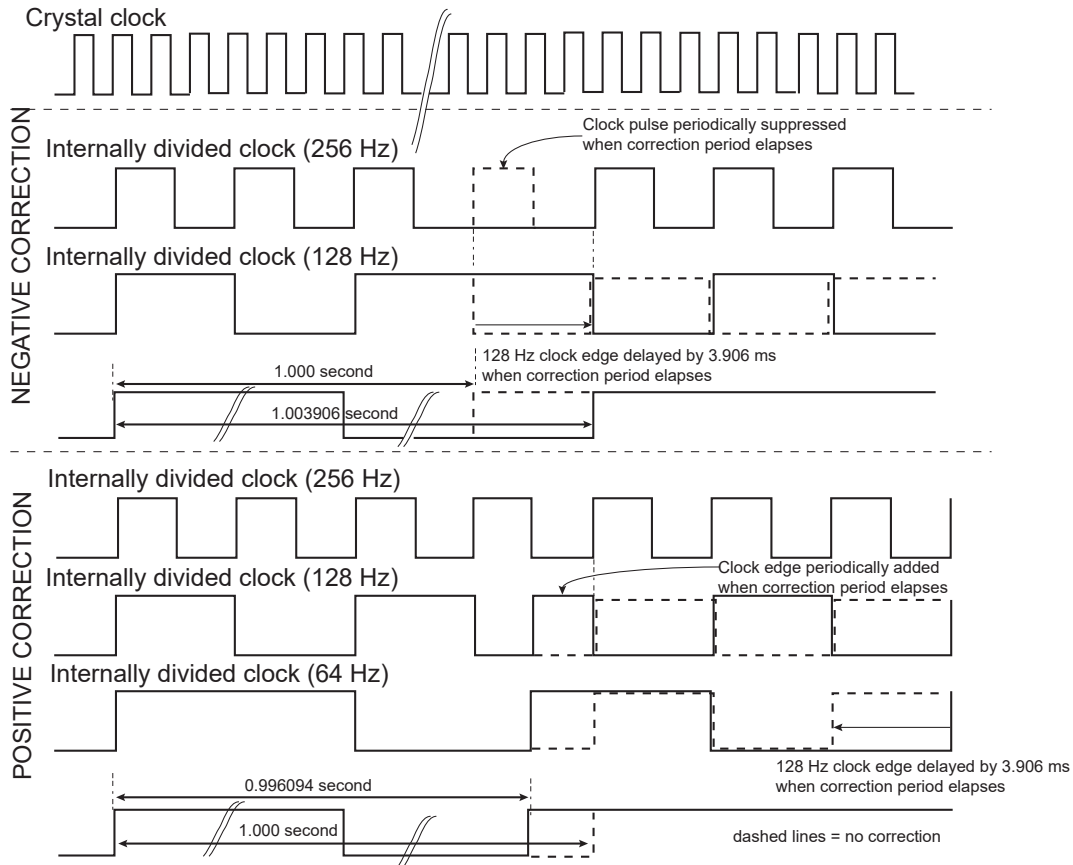 Crystal clock
NEGATIVE CORRECTION
Clock pulse periodically suppressed
when correction period elapses
Internally divided clock (256 Hz)
Internally divided clock (128 Hz)
128 Hz clock edge delayed by 3.906 ms
when correction period elapses
1.000 second
1.003906 second
POSITIVE CORRECTION
Internally divided clock (256 Hz)
Internally divided clock (128 Hz)
Clock edge periodically added
when correction period elapses
Internally divided clock (64 Hz)
128 Hz clock edge delayed by 3.906 ms
when correction period elapses
0.996094 second
1.000 second
dashed lines = no correction